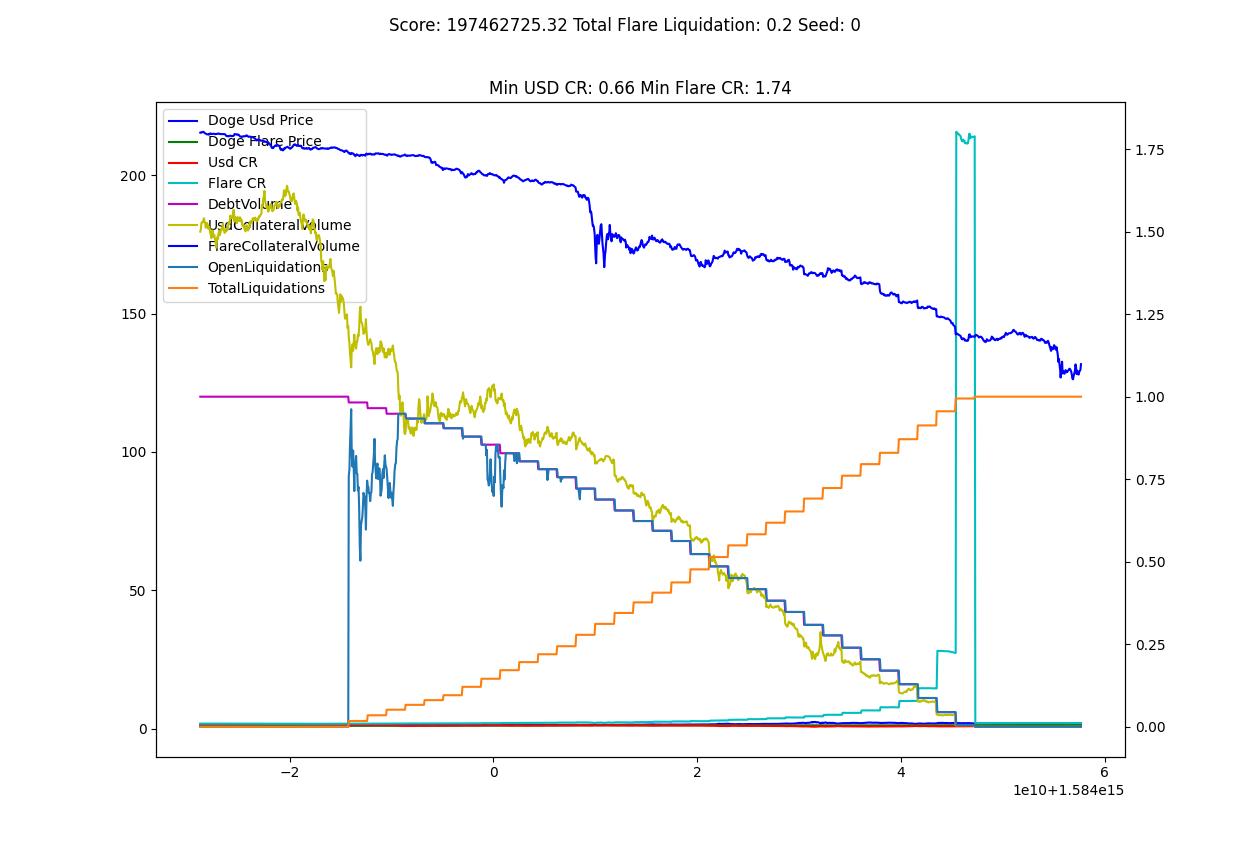 Score: 197462725.32 Total Flare Liquidation: 0.2 Seed: 0
Min USD CR: 0.66 Min Flare CR: 1.74
Doge Usd Price
Doge Flare Price
Usd CR
Flare CR
DebtVolume
UsdCollateralVolume
FlareCollateralVolume
OpenLiquidations
TotalLiquidations
200
150
100
50
0
1.75
1.50
1.25
1.00
0.75
0.50
0.25
0.00
−2
0
2
4
6
1e10+1.584e15